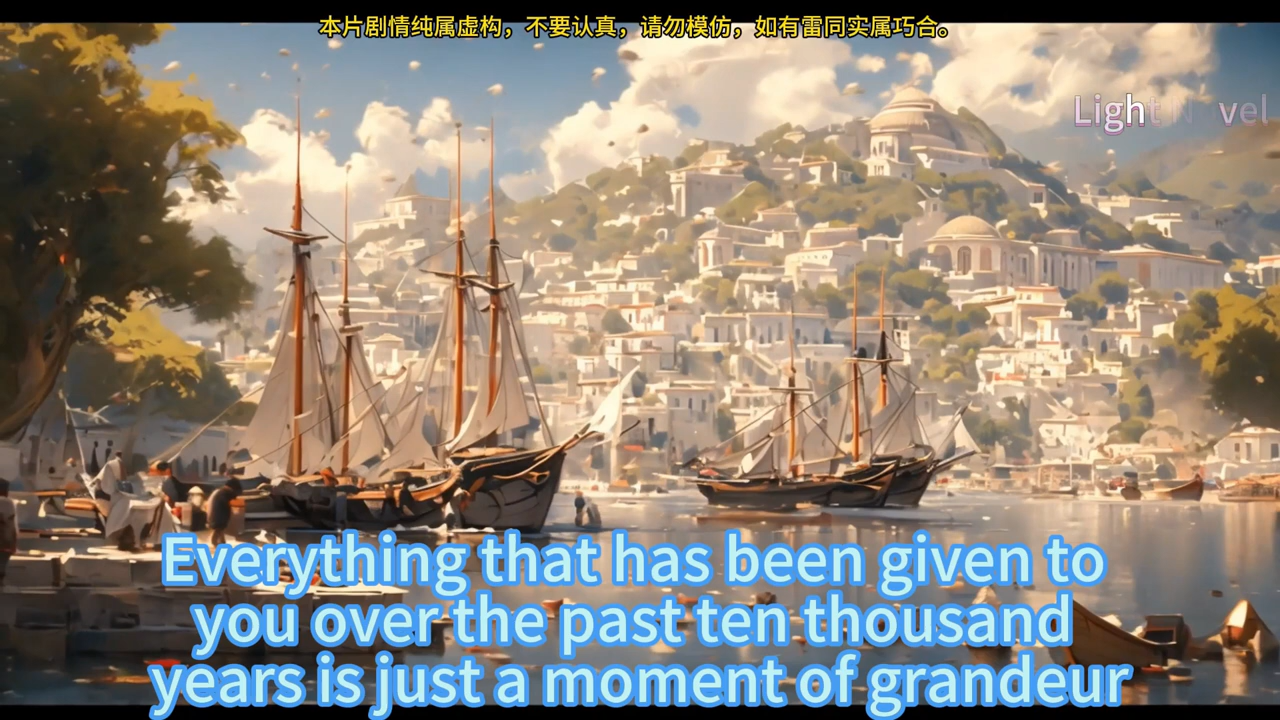 本片剧情纯属虚构，不要认真，请勿模仿，如有雷同实属巧合。
Light Novel
Everything that has been given to
you over the past ten thousand
years is just a moment of grandeur